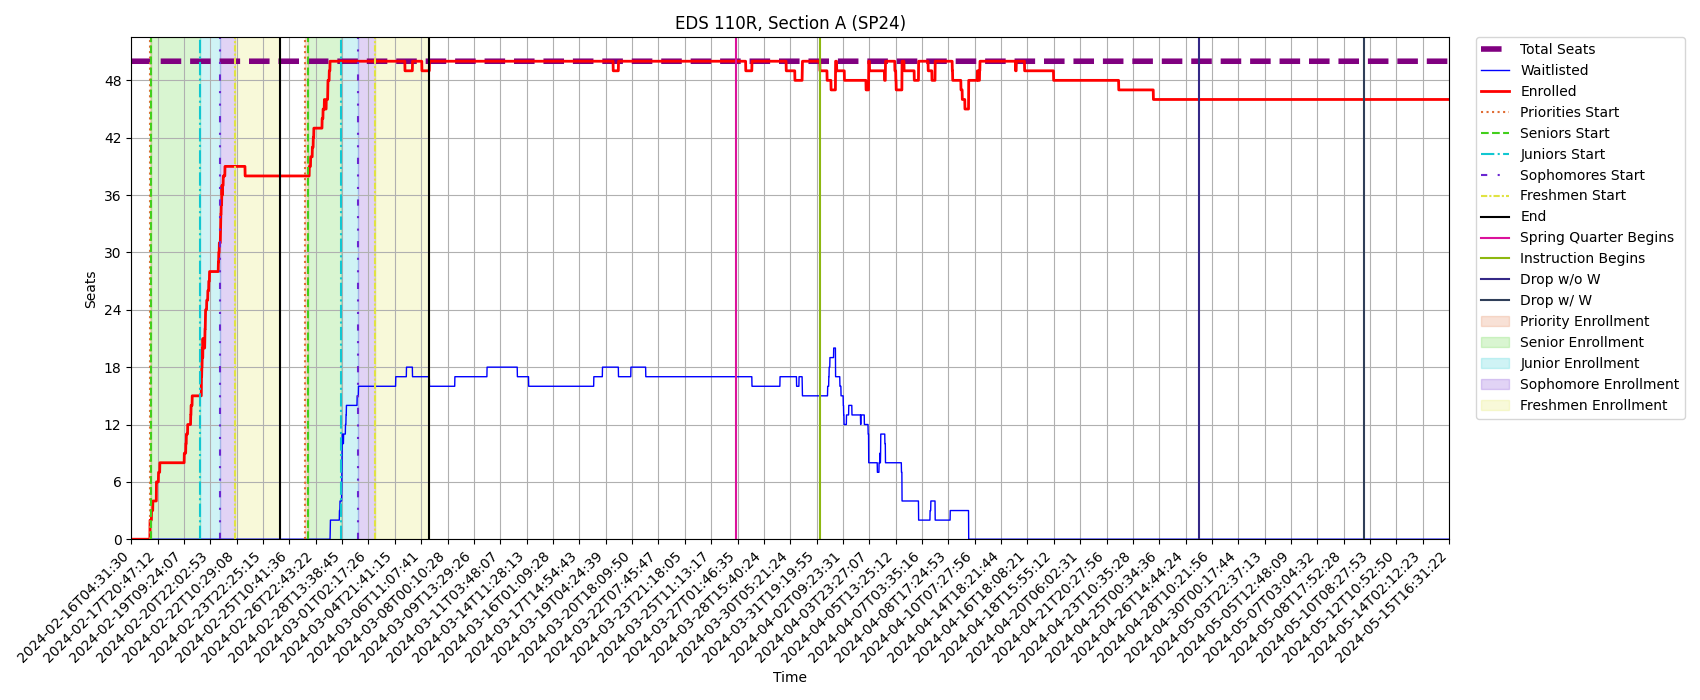 EDS 110R, Section A (SP24)
Seats
48
42
36
30
24
18
12
6
0
2024-02-16T04:31:30
2024-02-17T20:47:12
2024-02-19T09:24:07
2024-02-20T22:02:53
2024-02-22T10:29:08
2024-02-23T22:25:15
2024-02-25T10:41:36
2024-02-26T22:43:22
2024-02-28T13:38:45
2024-03-01T02:17:26
2024-03-04T21:41:15
2024-03-06T11:07:41
2024-03-08T00:10:28
2024-03-09T13:29:26
2024-03-11T03:48:07
2024-03-14T11:28:13
2024-03-16T01:09:28
2024-03-17T14:54:43
2024-03-19T04:24:39
2024-03-20T18:09:50
2024-03-22T07:45:47
2024-03-23T21:18:05
2024-03-25T11:13:17
2024-03-27T01:46:35
2024-03-28T15:40:24
2024-03-30T05:21:24
2024-03-31T19:19:55
2024-04-02T09:23:31
2024-04-03T23:27:07
2024-04-05T13:25:12
2024-04-07T03:35:16
2024-04-08T17:24:53
2024-04-10T07:27:56
2024-04-14T18:21:44
2024-04-16T18:08:21
2024-04-18T15:55:12
2024-04-20T06:02:31
2024-04-21T20:27:56
2024-04-23T10:35:28
2024-04-25T00:34:36
2024-04-26T14:44:24
2024-04-28T10:21:56
2024-04-30T00:17:44
2024-05-03T22:37:13
2024-05-05T12:48:09
2024-05-07T03:04:32
2024-05-08T17:52:28
2024-05-10T08:27:53
2024-05-12T10:52:50
2024-05-14T02:12:23
2024-05-15T16:31:22
Time
Total Seats
Waitlisted
Enrolled
Priorities Start
Seniors Start
Juniors Start
Sophomores Start
Freshmen Start
End
Spring Quarter Begins
Instruction Begins
Drop w/o W
Drop w/ W
Priority Enrollment
Senior Enrollment
Junior Enrollment
Sophomore Enrollment
Freshmen Enrollment